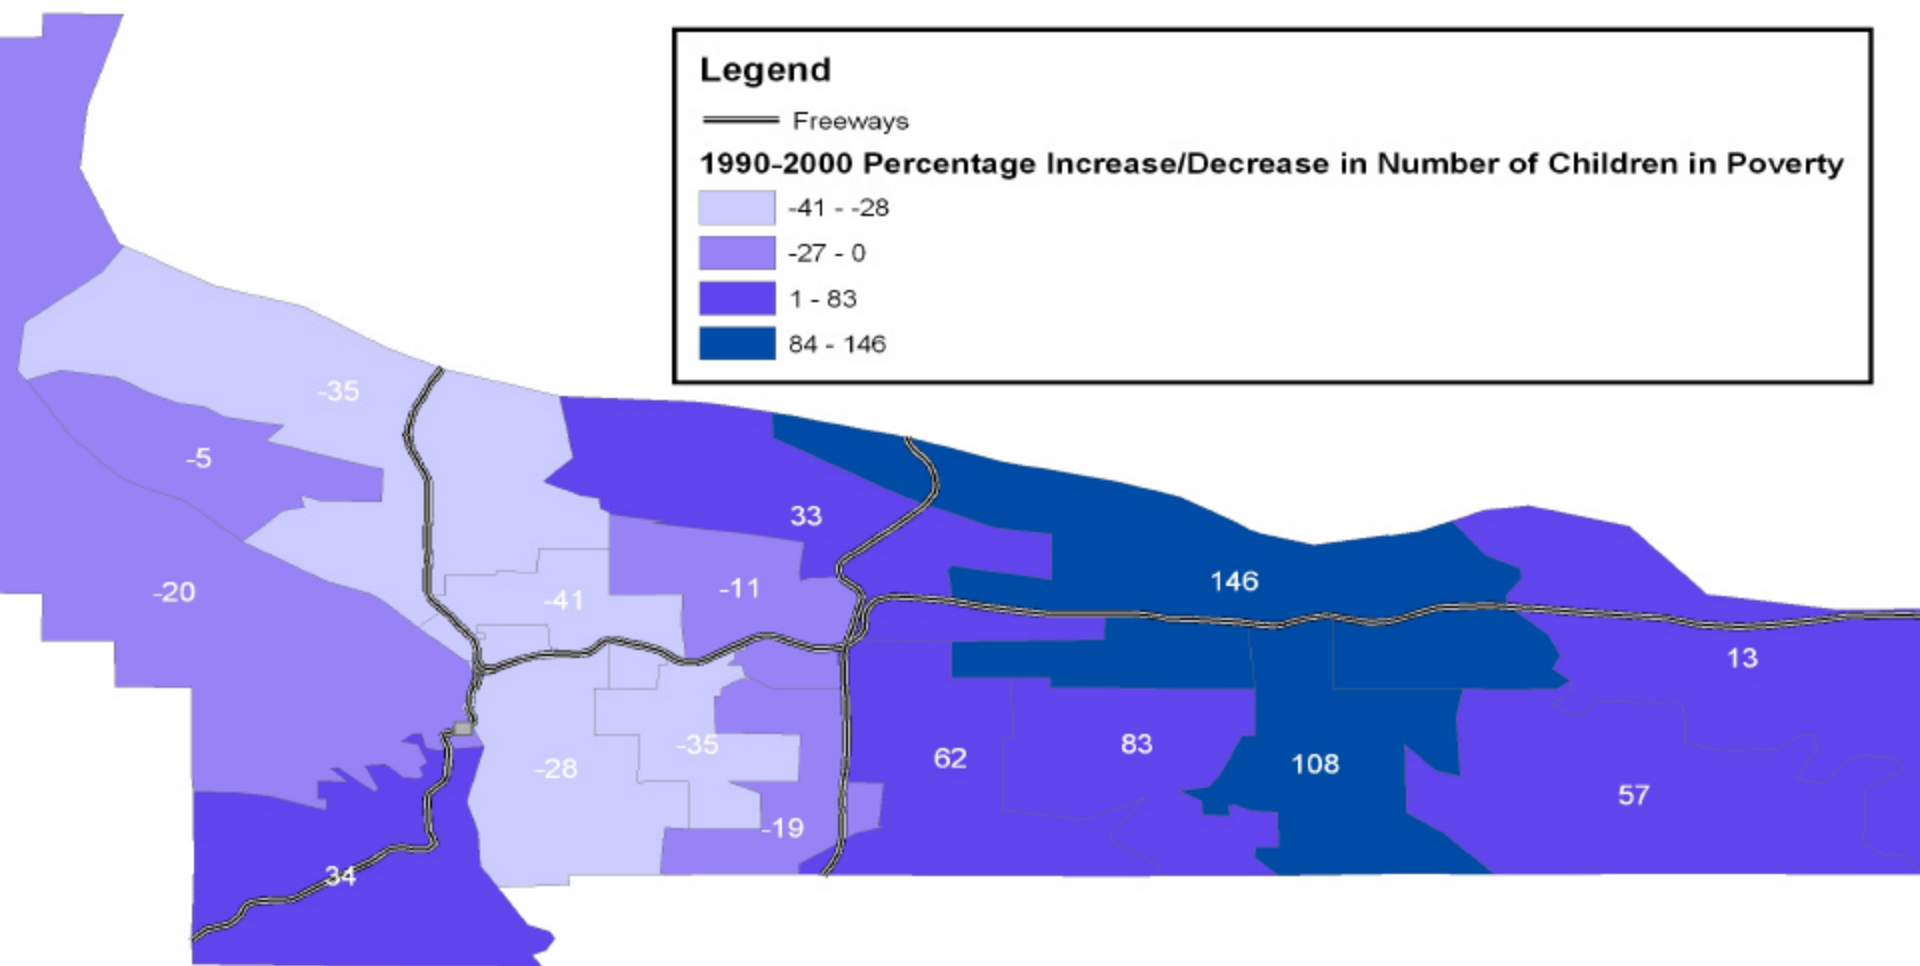 Legend
Freeways
1990-2000 Percentage Increase/Decrease in Number of Children in Poverty
-41 - -28
-27 - 0
1 - 83
84 - 146
-35
-5
33
-20
-41
-11
146
13
-28
-35
62
83
108
57
-19
34